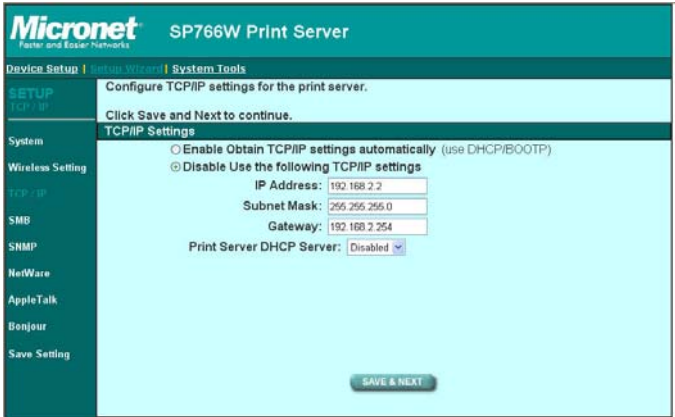 Micronet
Faster and Easier Networks
SP766W Print Server
Device Setup | Setup Wizard | System Tools
SETUP
TCP / IP
System
Wireless Setting
TCP / IP
SMB
SNMP
NetWare
AppleTalk
Bonjour
Save Setting
Configure TCP/IP settings for the print server.
Click Save and Next to continue.
TCP/IP Settings
Enable Obtain TCP/IP settings automatically (use DHCP/BOOTP)
Disable Use the following TCP/IP settings
IP Address: 192.168.2.2
Subnet Mask: 255.255.255.0
Gateway: 192.168.2.254
Print Server DHCP Server: Disabled
SAVE & NEXT